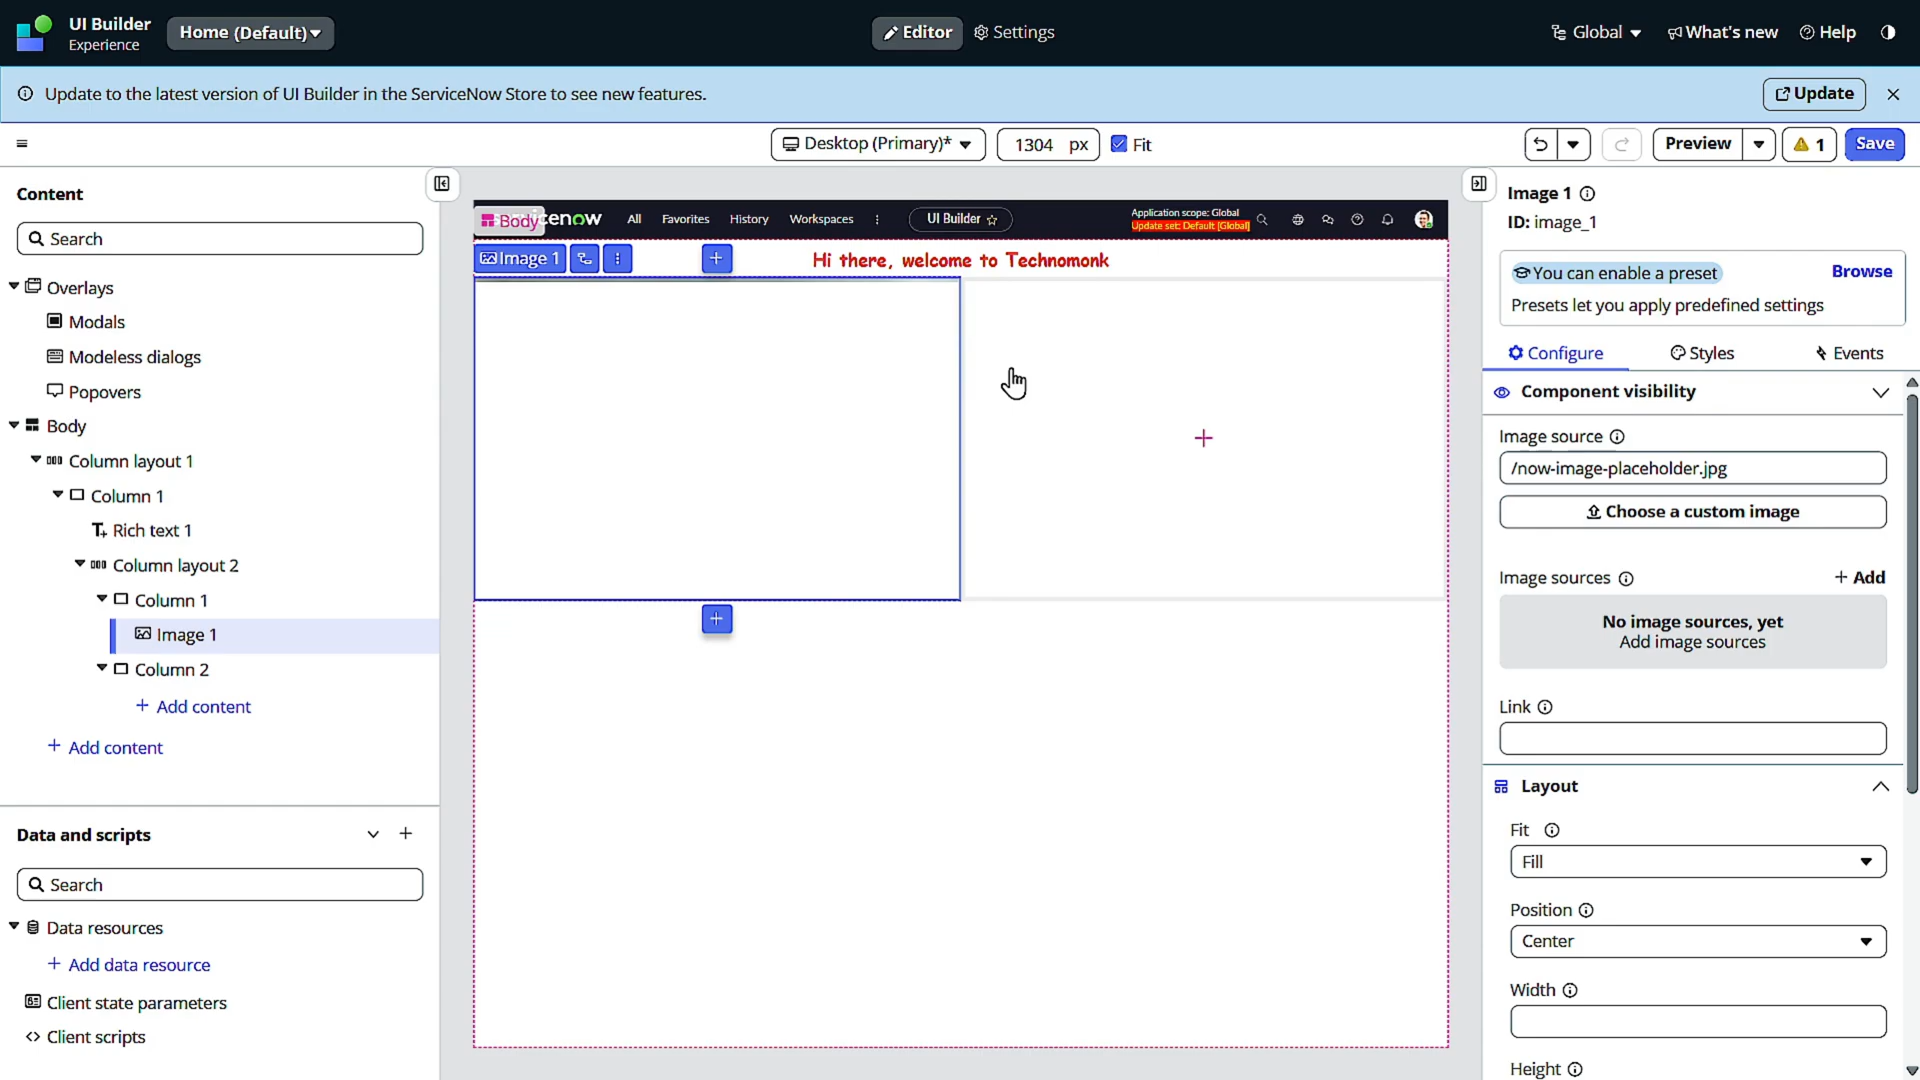 UI Builder
Experience
Home (Default)
Editor
Settings
Global
What's new
Help
Update to the latest version of UI Builder in the ServiceNow Store to see new features.
Update
Desktop (Primary)*
1304 px
Fit
Preview
1
Save
Content
Search
Overlays
Modals
Modeless dialogs
Popovers
Body
Column layout 1
Column 1
Rich text 1
Column layout 2
Column 1
Image 1
Column 2
+ Add content
+ Add content
Data and scripts
Search
Data resources
+ Add data resource
Client state parameters
Client scripts
Body
cenow
All
Favorites
History
Workspaces
UI Builder
Application scope: Global
Update set: Default [Global]
Image 1
Hi there, welcome to Technomonk
Image 1
ID: image_1
You can enable a preset
Browse
Presets let you apply predefined settings
Configure
Styles
Events
Component visibility
Image source
/now-image-placeholder.jpg
Choose a custom image
Image sources
+ Add
No image sources, yet
Add image sources
Link
Layout
Fit
Fill
Position
Center
Width
Height